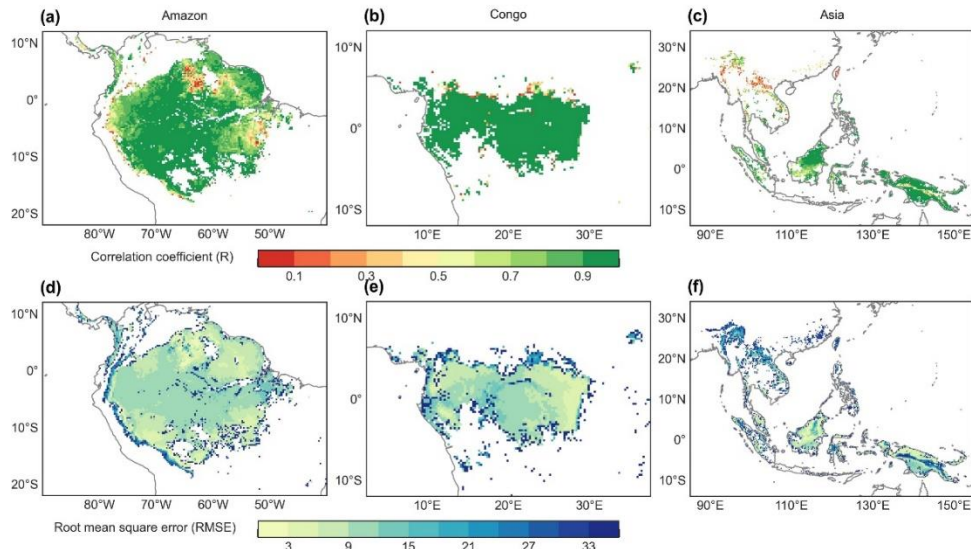 (a) Amazon
(b) Congo
(c) Asia
10°N
0°
10°S
20°S
80°W 70°W 60°W 50°W
10°N
0°
10°S
10°E 20°E 30°E
30°N
20°N
10°N
0°
10°S
90°E 110°E 130°E 150°E
Correlation coefficient (R)
0.1 0.3 0.5 0.7 0.9
(d)
10°N
0°
10°S
20°S
80°W 70°W 60°W 50°W
(e)
10°N
0°
10°S
10°E 20°E 30°E
(f)
30°N
20°N
10°N
0°
10°S
90°E 110°E 130°E 150°E
Root mean square error (RMSE)
3 9 15 21 27 33